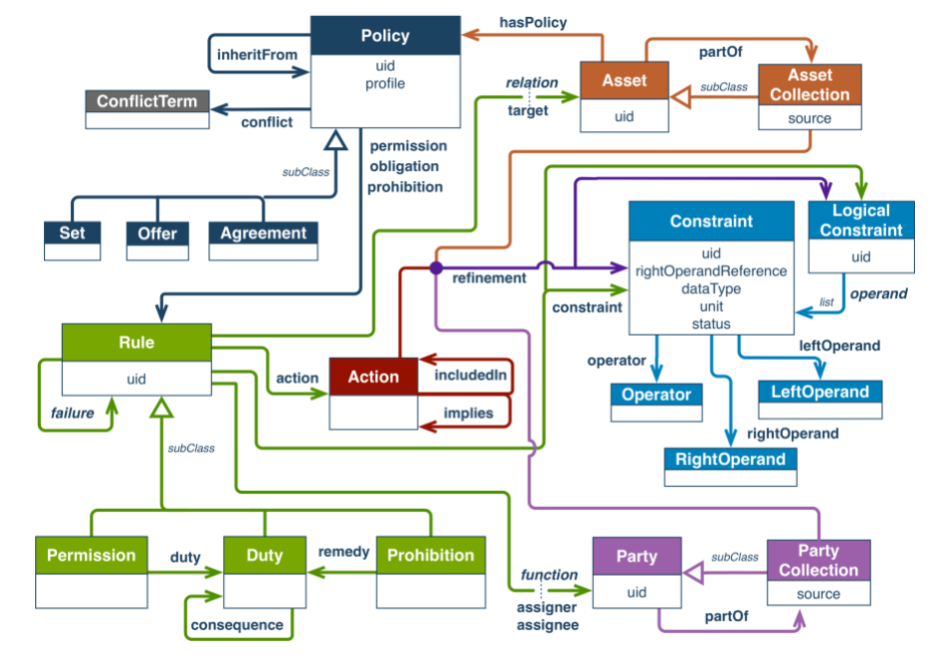 hasPolicy
Policy
inheritFrom
uid
profile
partOf
relation
target
Asset
uid
subClass
Asset
Collection
source
ConflictTerm
conflict
subClass
permission
obligation
prohibition
Set
Offer
Agreement
Constraint
uid
rightOperandReference
dataType
unit
status
Logical
Constraint
uid
refinement
constraint
list
operand
Rule
uid
failure
action
Action
includedIn
implies
operator
leftOperand
Operator
LeftOperand
rightOperand
RightOperand
subClass
Permission
duty
Duty
remedy
Prohibition
consequence
function
assigner
assignee
Party
uid
subClass
Party
Collection
source
partOf